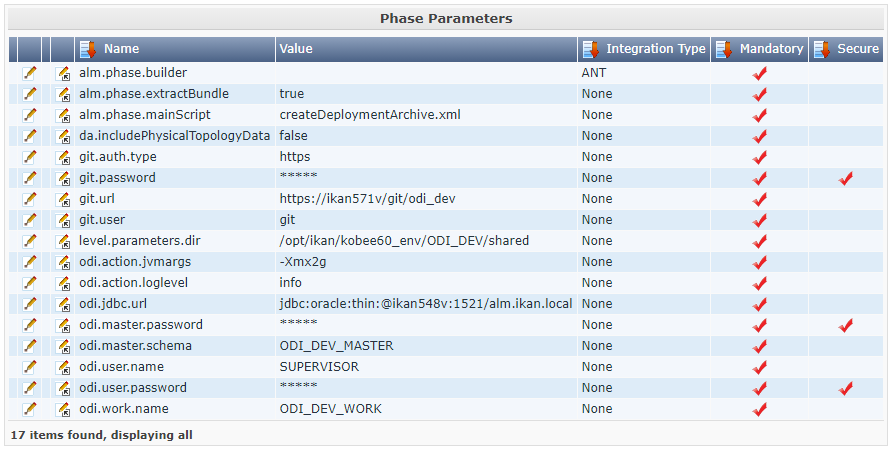 Phase Parameters
Name Value Integration Type Mandatory Secure
alm.phase.builder ANT
alm.phase.extractBundle true None
alm.phase.mainScript createDeploymentArchive.xml None
da.includePhysicalTopologyData false None
git.auth.type https None
git.password ***** None
git.url https://ikan571v/git/odi_dev None
git.user git None
level.parameters.dir /opt/ikan/kobee60_env/ODI_DEV/shared None
odi.action.jvmargs -Xmx2g None
odi.action.loglevel info None
odi.jdbc.url jdbc:oracle:thin:@ikan548v:1521/alm.ikan.local None
odi.master.password ***** None
odi.master.schema ODI_DEV_MASTER None
odi.user.name SUPERVISOR None
odi.user.password ***** None
odi.work.name ODI_DEV_WORK None
17 items found, displaying all